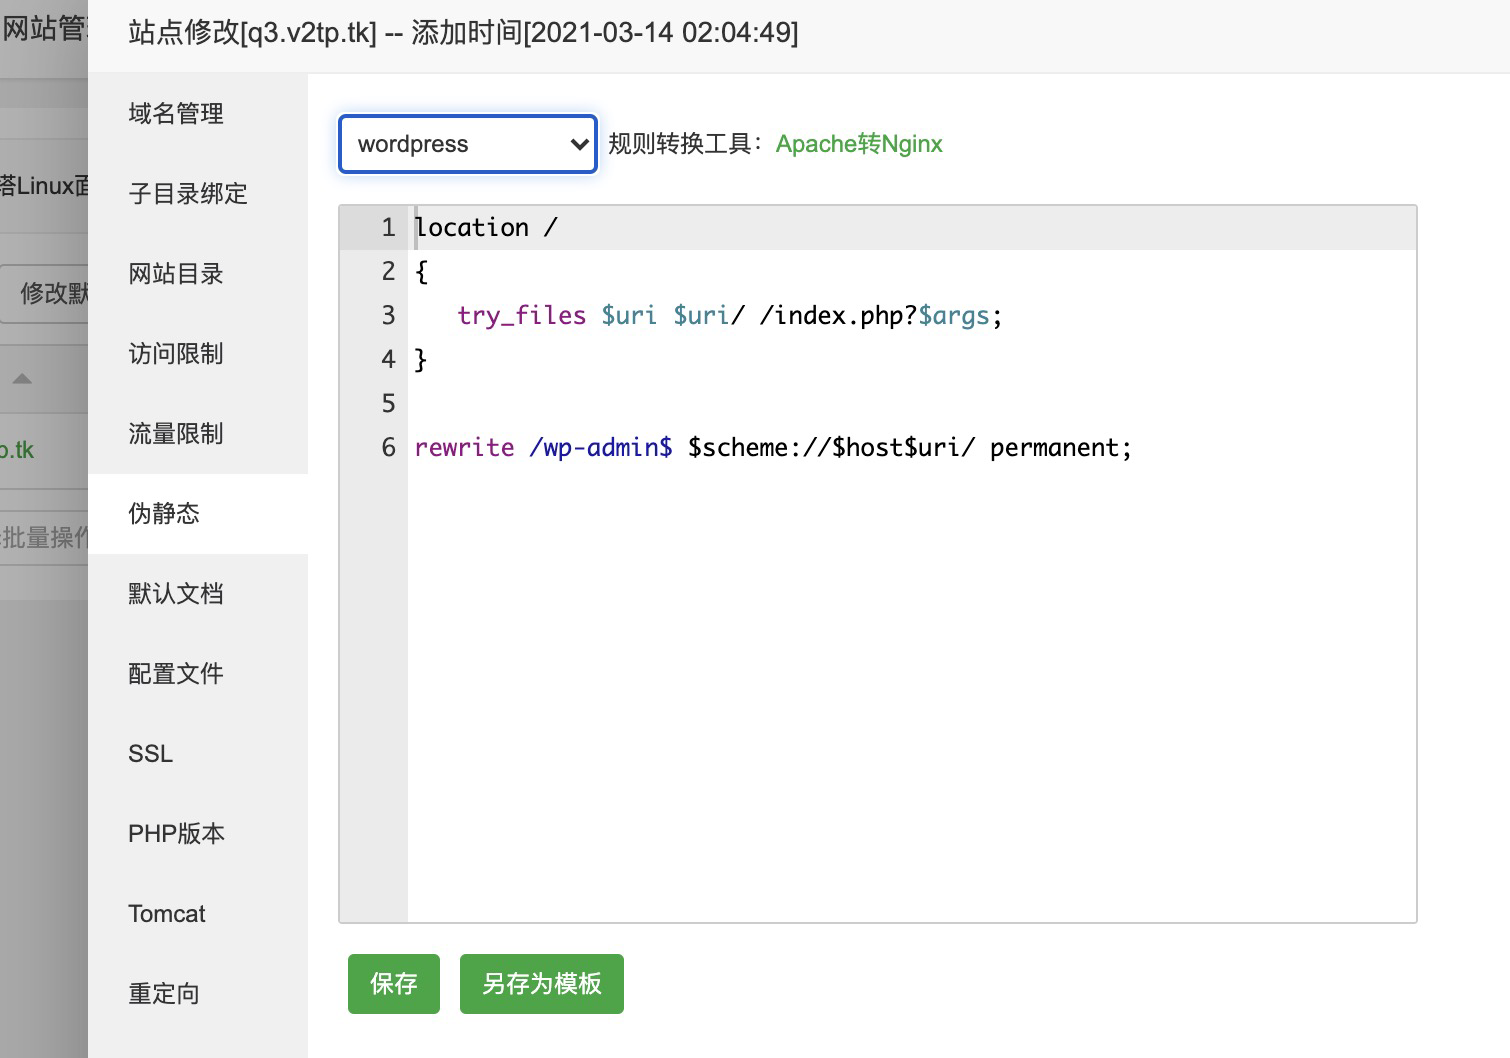 网站管
站点修改[q3.v2tp.tk] -- 添加时间[2021-03-14 02:04:49]
塔Linux面
修改默
p.tk
批量操作
域名管理
子目录绑定
网站目录
访问限制
流量限制
伪静态
默认文档
配置文件
SSL
PHP版本
Tomcat
重定向
wordpress 规则转换工具：Apache转Nginx
1 location /
2 {
3 try_files $uri $uri/ /index.php?$args;
4 }
5
6 rewrite /wp-admin$ $scheme://$host$uri/ permanent;
保存 另存为模板